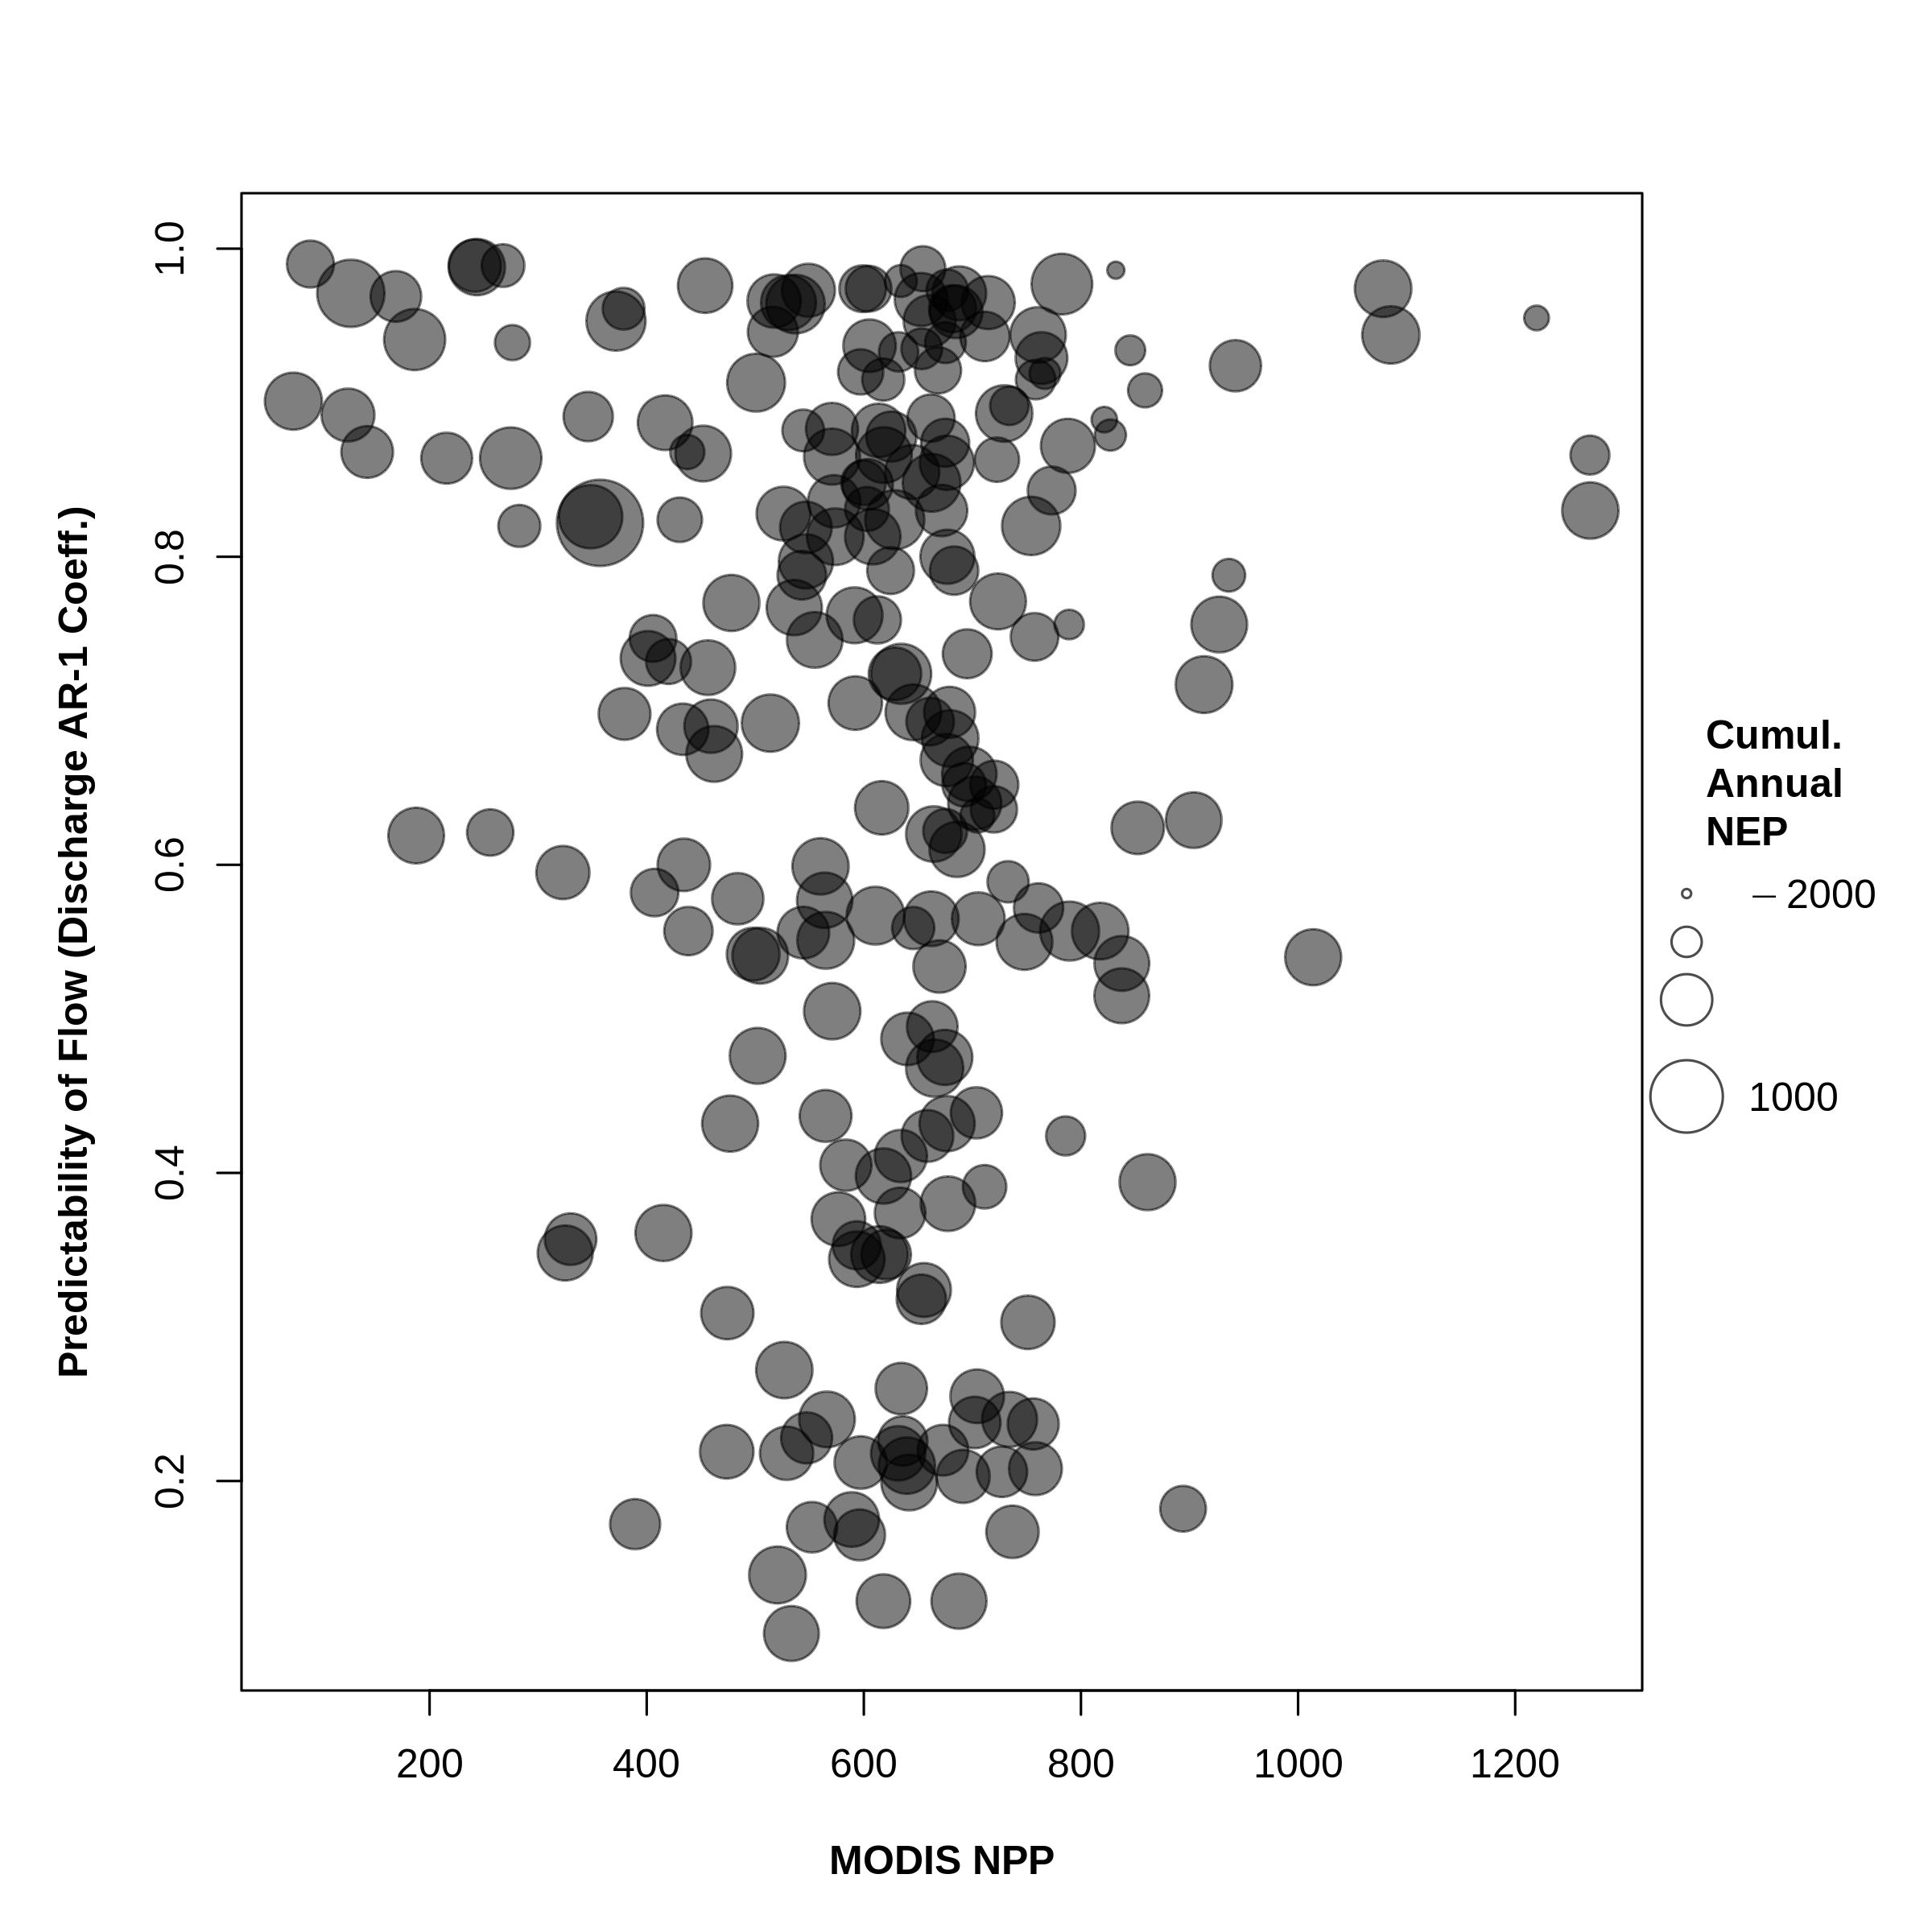 Predictability of Flow (Discharge AR-1 Coeff.)
1.0
0.8
0.6
0.4
0.2
200 400 600 800 1000 1200
MODIS NPP
Cumul.
Annual
NEP
− 2000
1000